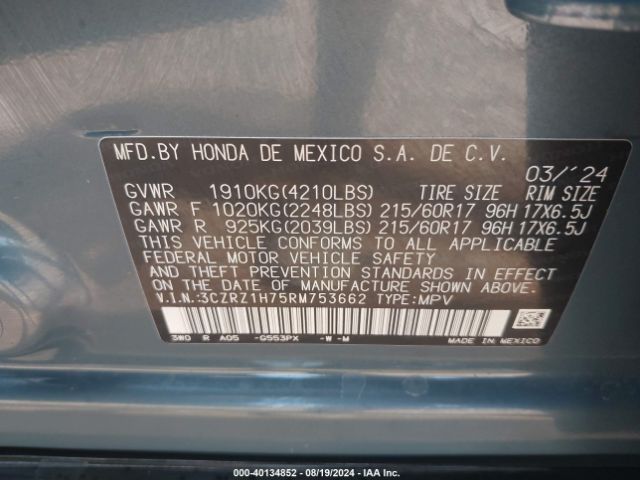 MFD.BY HONDA DE MEXICO S.A. DE C.V.
03/'24
GVWR 1910KG(4210LBS) TIRE SIZE RIM SIZE
GAWR F 1020KG(2248LBS) 215/60R17 96H 17X6.5J
GAWR R 925KG(2039LBS) 215/60R17 96H 17X6.5J
THIS VEHICLE CONFORMS TO ALL APPLICABLE
FEDERAL MOTOR VEHICLE SAFETY, BUMPER,
AND THEFT PREVENTION STANDARDS IN EFFECT
ON THE DATE OF MANUFACTURE SHOWN ABOVE.
V.I.N.:3CZRZ1H75RM753662 TYPE:MPV
3W0 R A05 -G553PX -W -M MADE IN MEXICO
000-40134852 - 08/19/2024 - IAA, Inc.